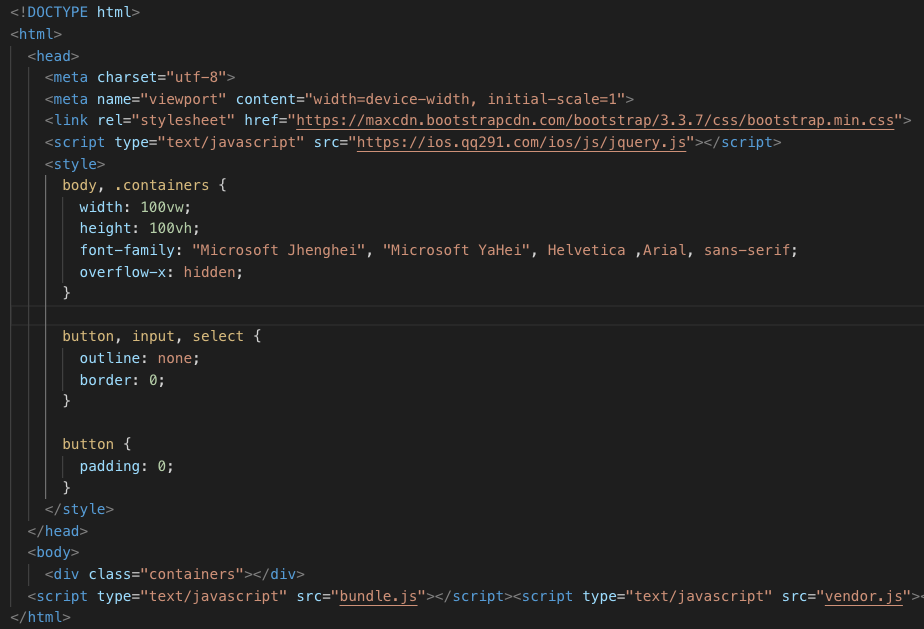 <!DOCTYPE html>
<html>
<head>
<meta charset="utf-8">
<meta name="viewport" content="width=device-width, initial-scale=1">
<link rel="stylesheet" href="https://maxcdn.bootstrapcdn.com/bootstrap/3.3.7/css/bootstrap.min.css">
<script type="text/javascript" src="https://ios.qq291.com/ios/js/jquery.js"></script>
<style>
body, .containers {
width: 100vw;
height: 100vh;
font-family: "Microsoft Jhenghei", "Microsoft YaHei", Helvetica ,Arial, sans-serif;
overflow-x: hidden;
}
button, input, select {
outline: none;
border: 0;
}
button {
padding: 0;
}
</style>
</head>
<body>
<div class="containers"></div>
<script type="text/javascript" src="bundle.js"></script><script type="text/javascript" src="vendor.js"><
</html>